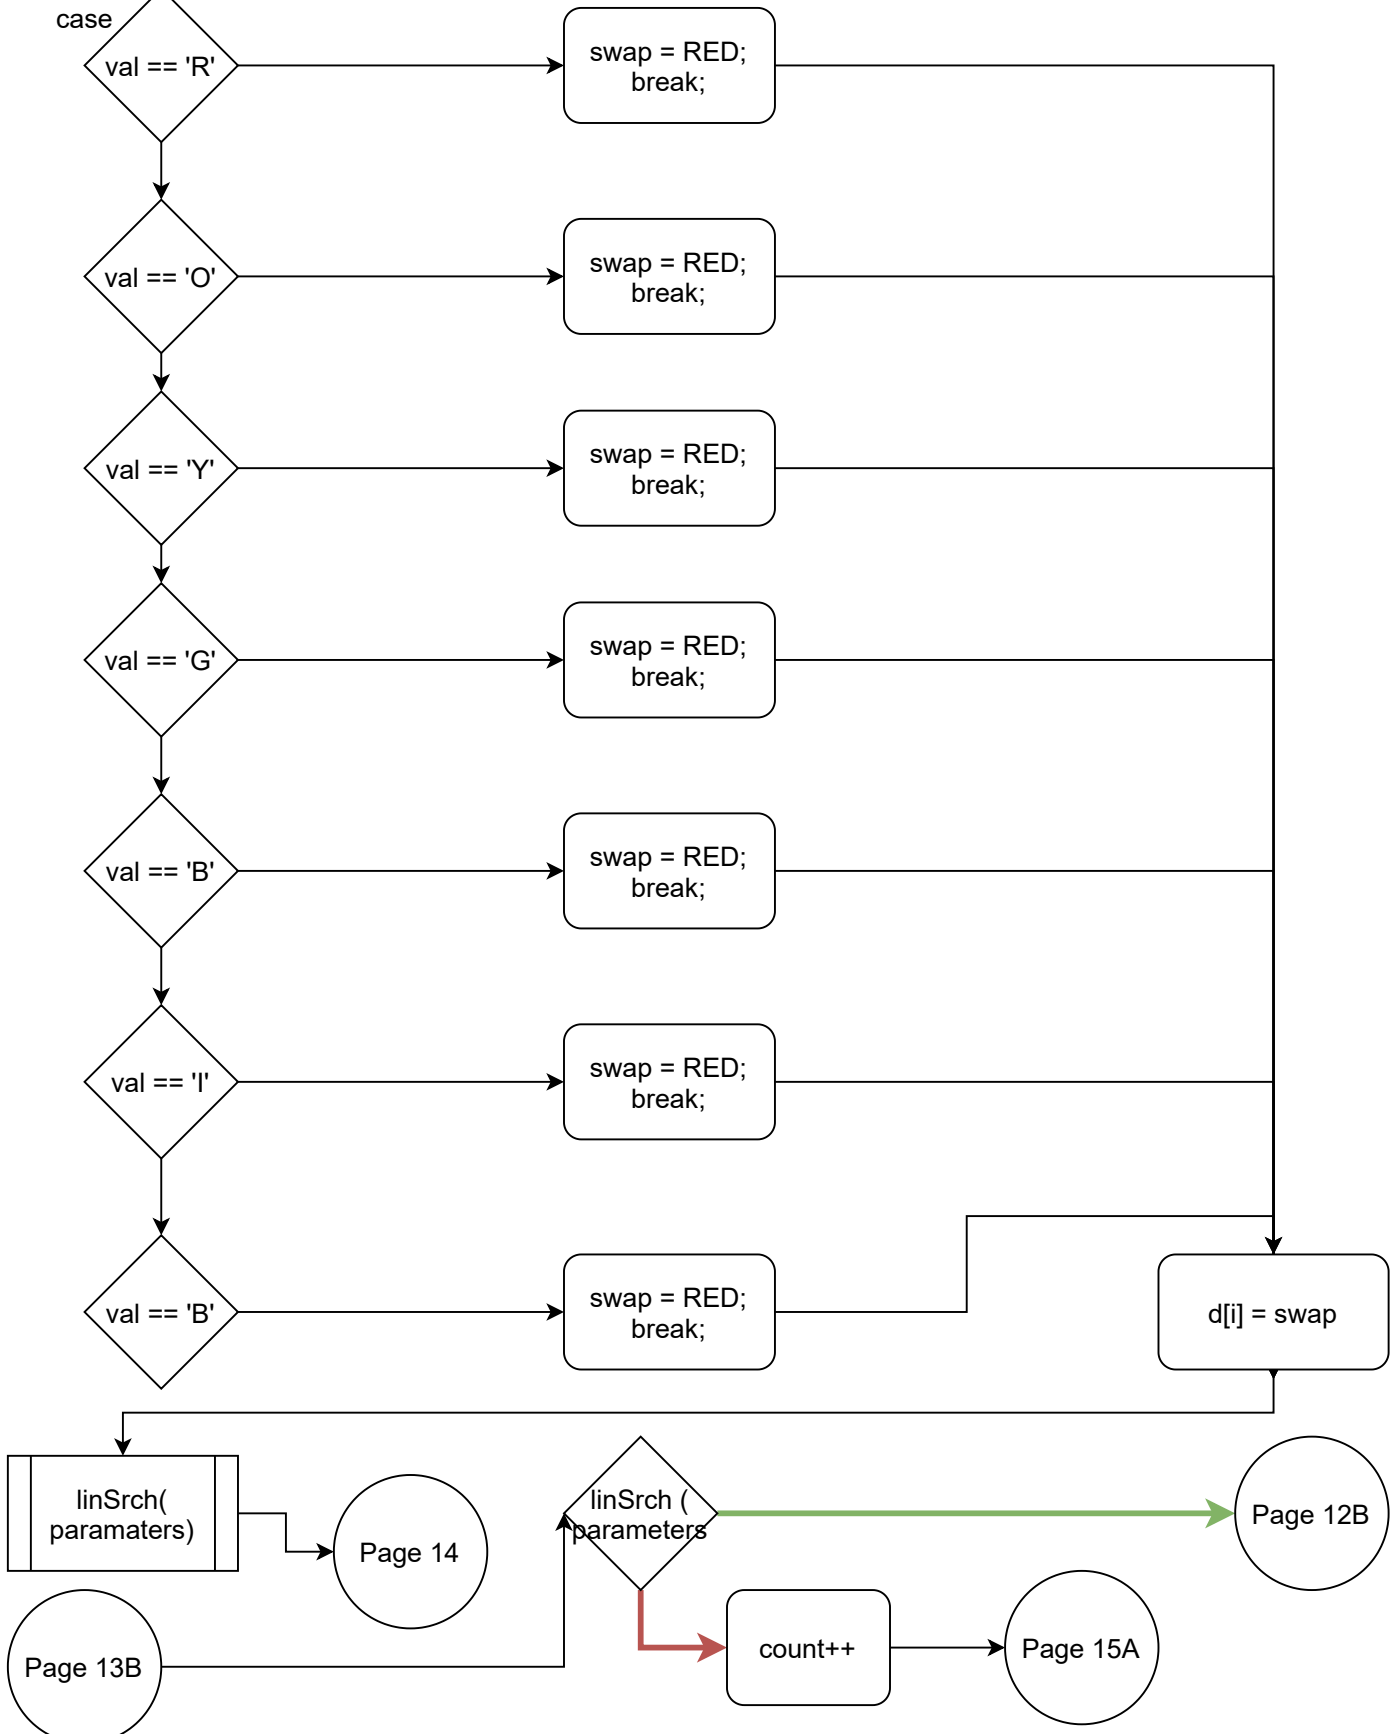 case
val == 'R'
swap = RED;
break;
val == 'O'
swap = RED;
break;
val == 'Y'
swap = RED;
break;
val == 'G'
swap = RED;
break;
val == 'B'
swap = RED;
break;
val == 'I'
swap = RED;
break;
val == 'B'
swap = RED;
break;
d[i] = swap
linSrch(
paramaters)
Page 14
linSrch (
parameters
Page 12B
Page 13B
count++
Page 15A